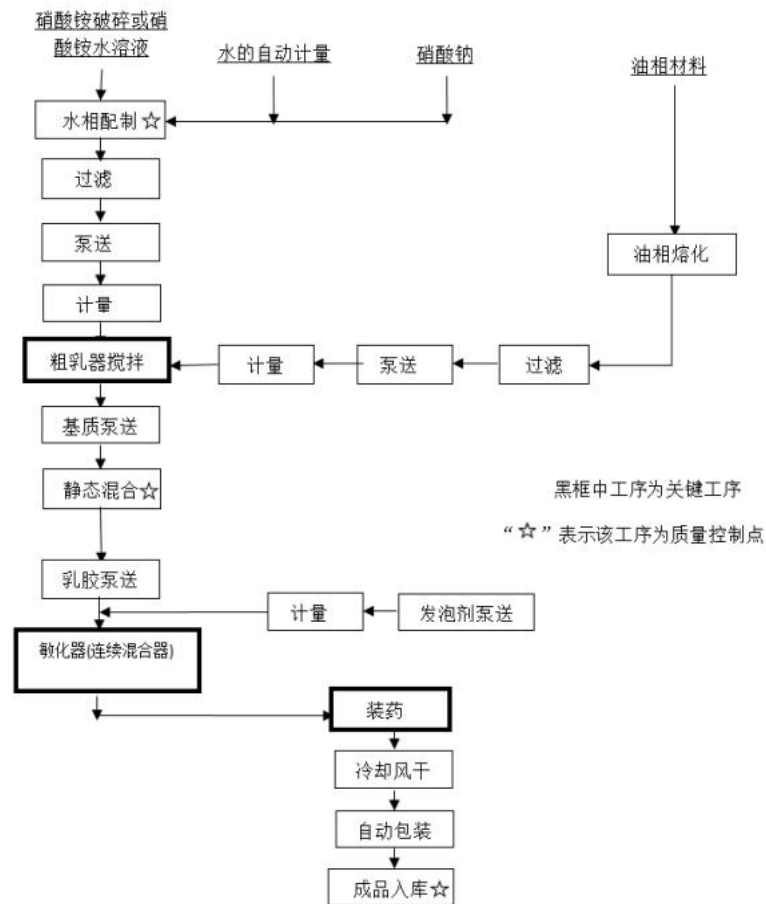 硝酸铵破碎或硝
酸铵水溶液
水的自动计量
硝酸钠
油相材料
水相配制☆
过滤
泵送
油相熔化
计量
粗乳器搅拌
计量
泵送
过滤
基质泵送
静态混合☆
黑框中工序为关键工序
“☆”表示该工序为质量控制点
乳胶泵送
计量
发泡剂泵送
敏化器(连续混合器)
装药
冷却风干
自动包装
成品入库☆